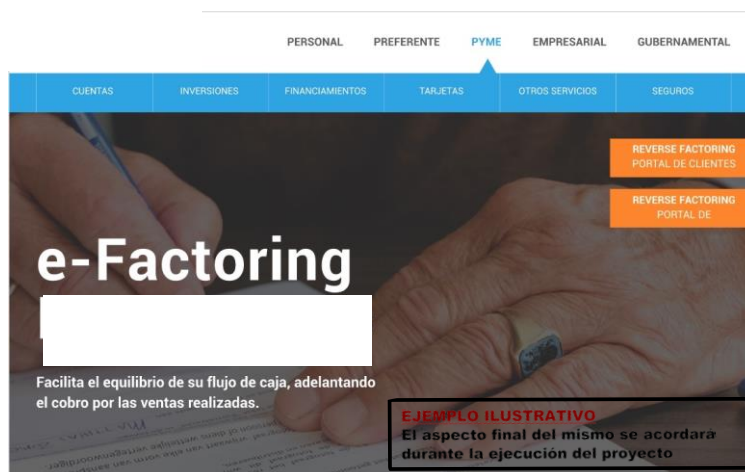 PERSONAL PREFERENTE PYME EMPRESARIAL GUBERNAMENTAL
CUENTAS INVERSIONES FINANCIAMIENTOS TARJETAS OTROS SERVICIOS SEGUROS
REVERSE FACTORING
PORTAL DE CLIENTES
REVERSE FACTORING
PORTAL DE
e-Factoring
Facilita el equilibrio de su flujo de caja, adelantando
el cobro por las ventas realizadas.
EJEMPLO ILUSTRATIVO
El aspecto final del mismo se acordará
durante la ejecución del proyecto